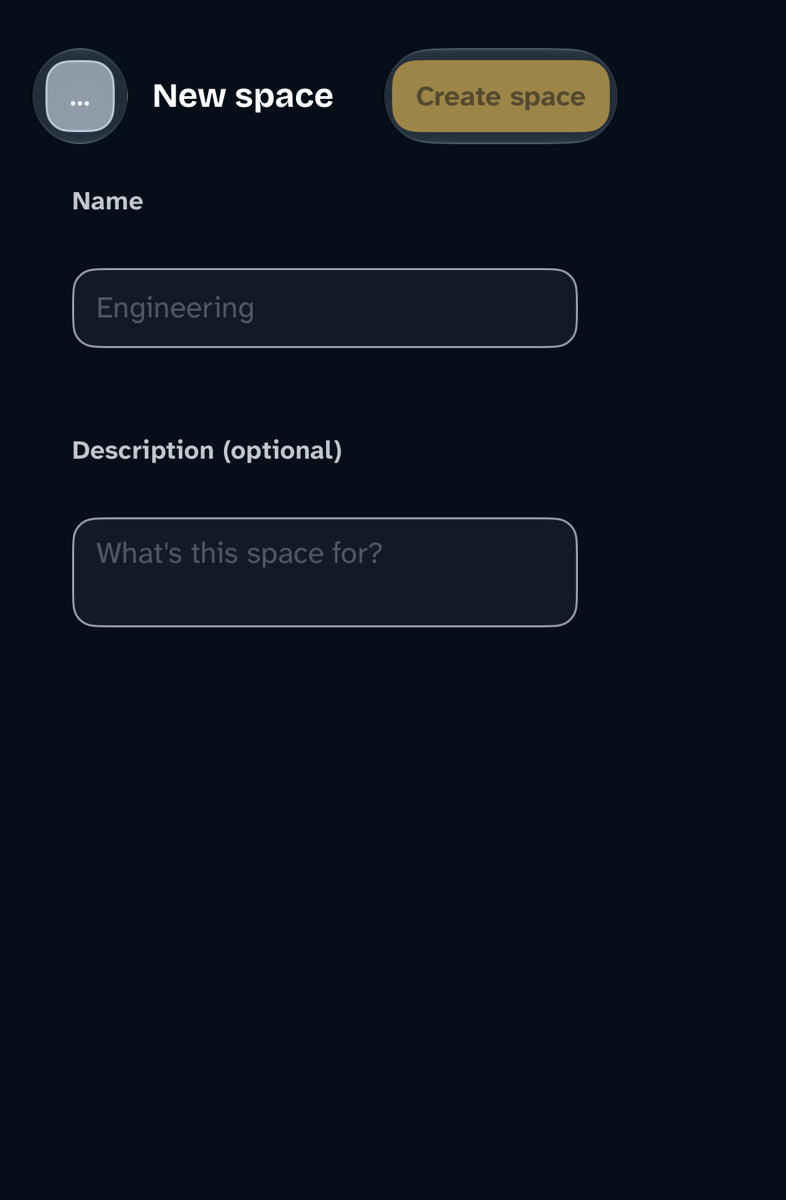 ...
New space
Create space
Name
Engineering
Description (optional)
What's this space for?